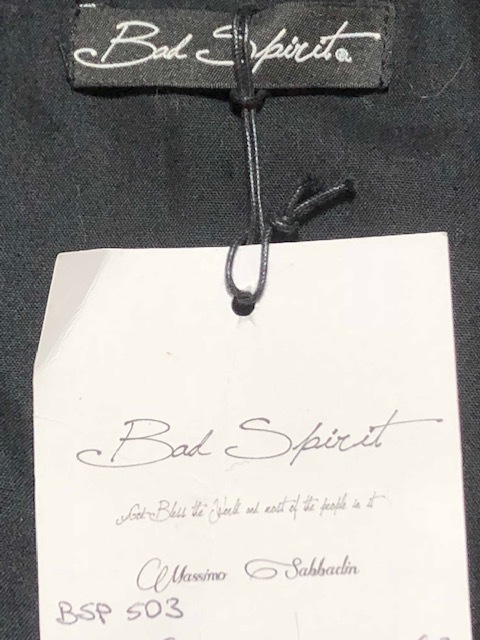 Bad Spirit®
Bad Spirit
God Bless the World and most of the people in it
Massimo Sabbadin
BSP 503